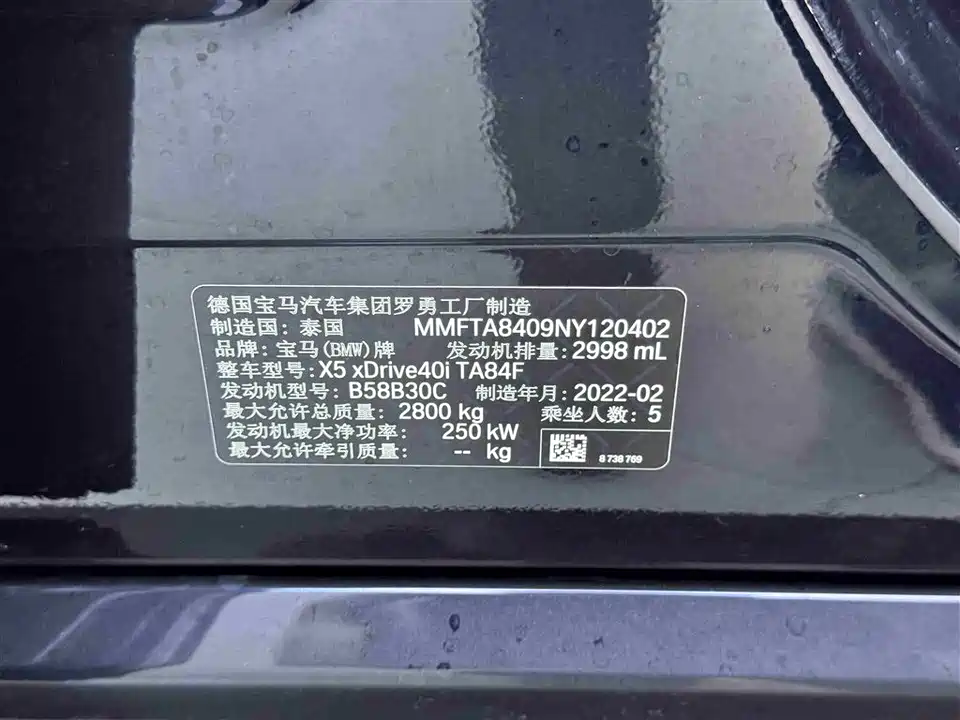 德国宝马汽车集团罗勇工厂制造
制造国：泰国 MMFTA8409NY120402
品牌：宝马(BMW)牌 发动机排量：2998 mL
整车型号：X5 xDrive40i TA84F
发动机型号：B58B30C 制造年月：2022-02
最大允许总质量：2800 kg 乘坐人数：5
发动机最大净功率：250 kW
最大允许牵引质量：-- kg
8 738 769